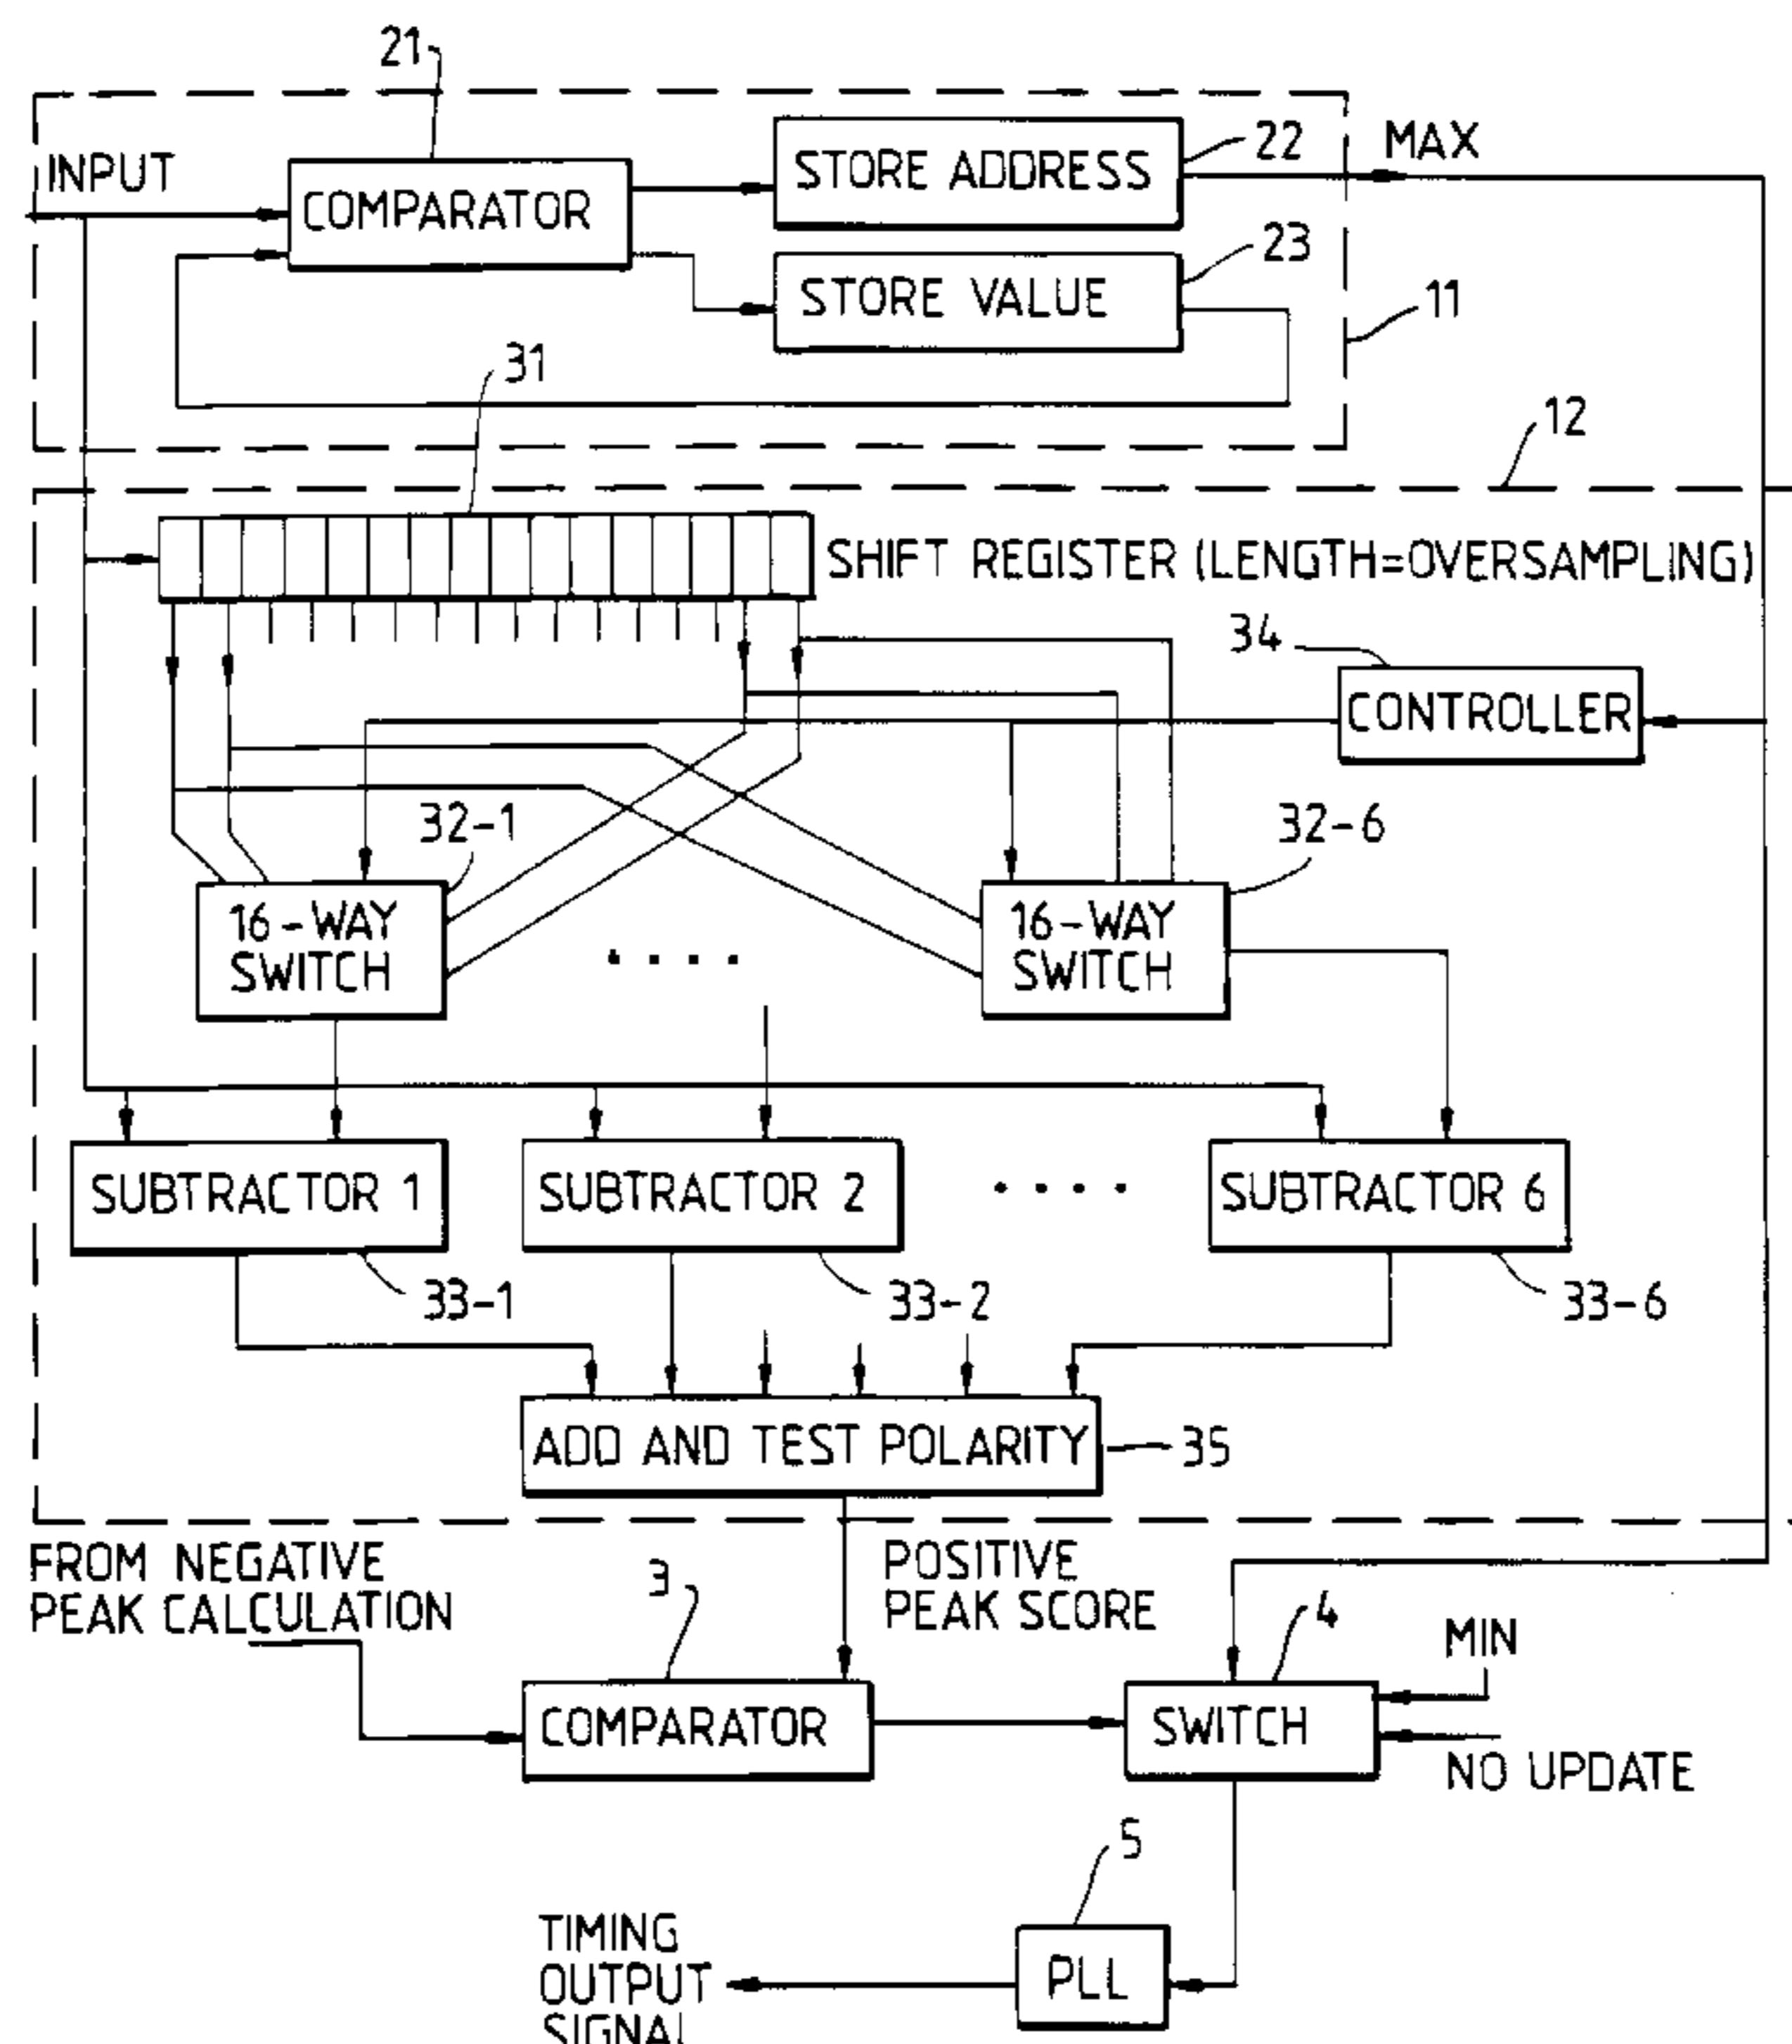 21
INPUT
COMPARATOR
STORE ADDRESS
22
MAX
STORE VALUE
23
11
31
12
SHIFT REGISTER (LENGTH=OVERSAMPLING)
34
CONTROLLER
32-1
32-6
16-WAY
SWITCH
16-WAY
SWITCH
SUBTRACTOR 1
SUBTRACTOR 2
SUBTRACTOR 6
33-1
33-2
33-6
ADD AND TEST POLARITY
35
FROM NEGATIVE
PEAK CALCULATION
3
POSITIVE
PEAK SCORE
4
MIN
COMPARATOR
SWITCH
NO UPDATE
5
PLL
TIMING
OUTPUT
SIGNAL